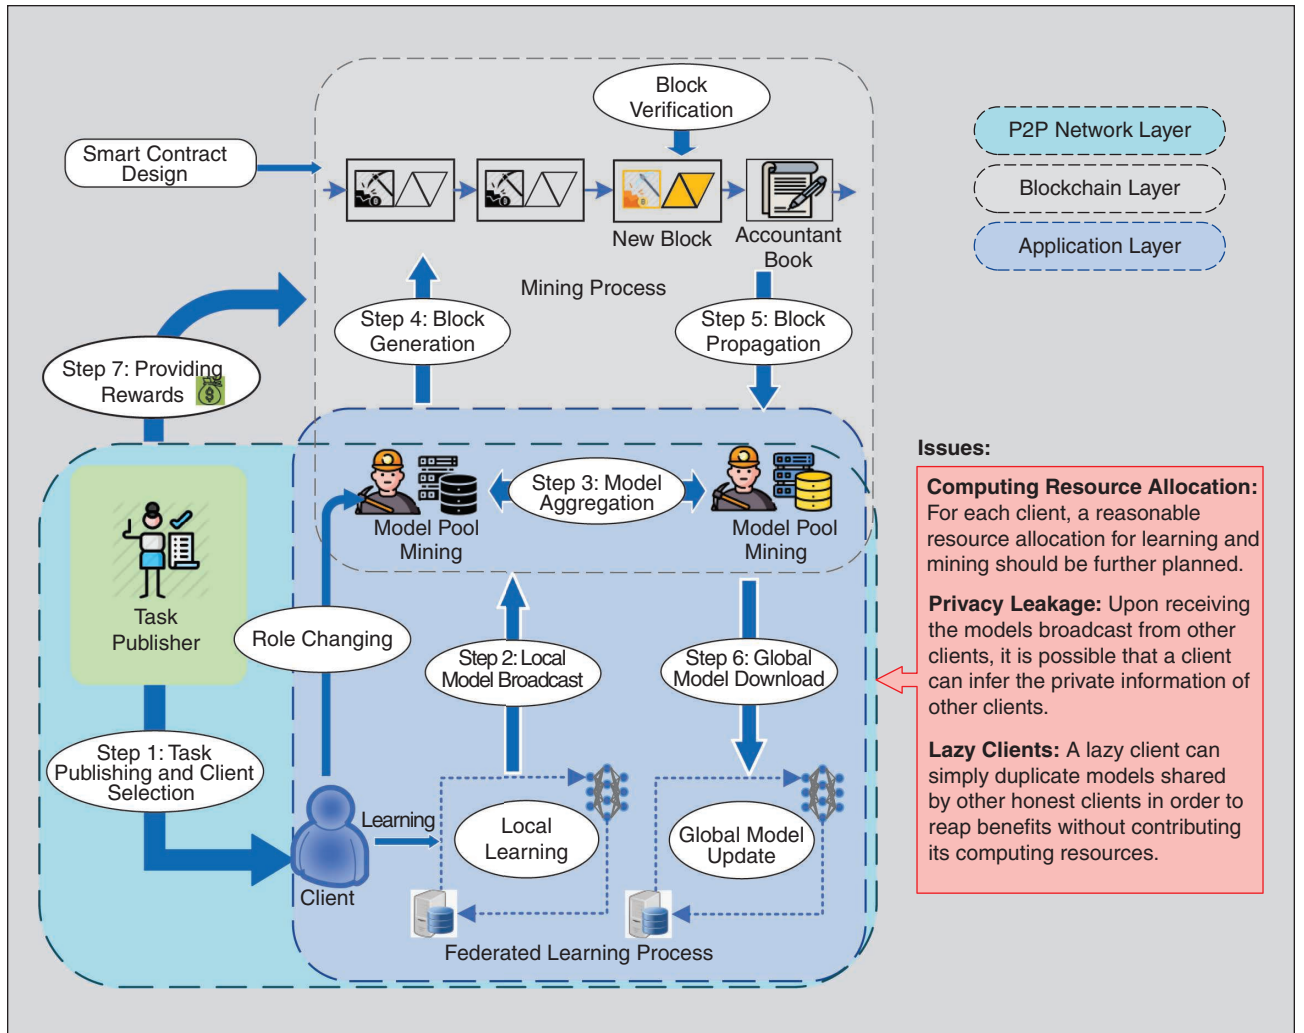 Block
Verification
P2P Network Layer
Blockchain Layer
Application Layer
Smart Contract
Design
New Block
Accountant
Book
Mining Process
Step 4: Block
Generation
Step 5: Block
Propagation
Step 7: Providing
Rewards
Step 3: Model
Aggregation
Model Pool
Mining
Model Pool
Mining
Task
Publisher
Role Changing
Step 2: Local
Model Broadcast
Step 6: Global
Model Download
Step 1: Task
Publishing and Client
Selection
Learning
Client
Local
Learning
Global Model
Update
Federated Learning Process
Issues:
Computing Resource Allocation:
For each client, a reasonable
resource allocation for learning and
mining should be further planned.
Privacy Leakage: Upon receiving
the models broadcast from other
clients, it is possible that a client
can infer the private information of
other clients.
Lazy Clients: A lazy client can
simply duplicate models shared
by other honest clients in order to
reap benefits without contributing
its computing resources.